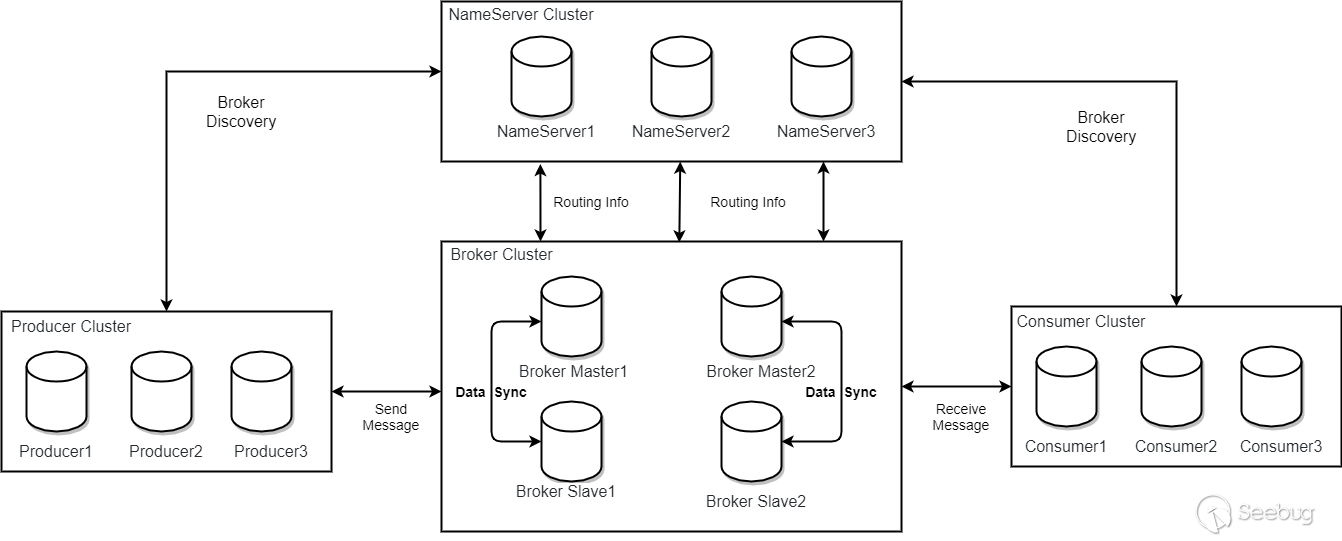 NameServer Cluster
NameServer1
NameServer2
NameServer3
Broker
Discovery
Broker
Discovery
Routing Info
Routing Info
Broker Cluster
Broker Master1
Broker Master2
Data Sync
Data Sync
Broker Slave1
Broker Slave2
Producer Cluster
Producer1
Producer2
Producer3
Send
Message
Receive
Message
Consumer Cluster
Consumer1
Consumer2
Consumer3
Seebug